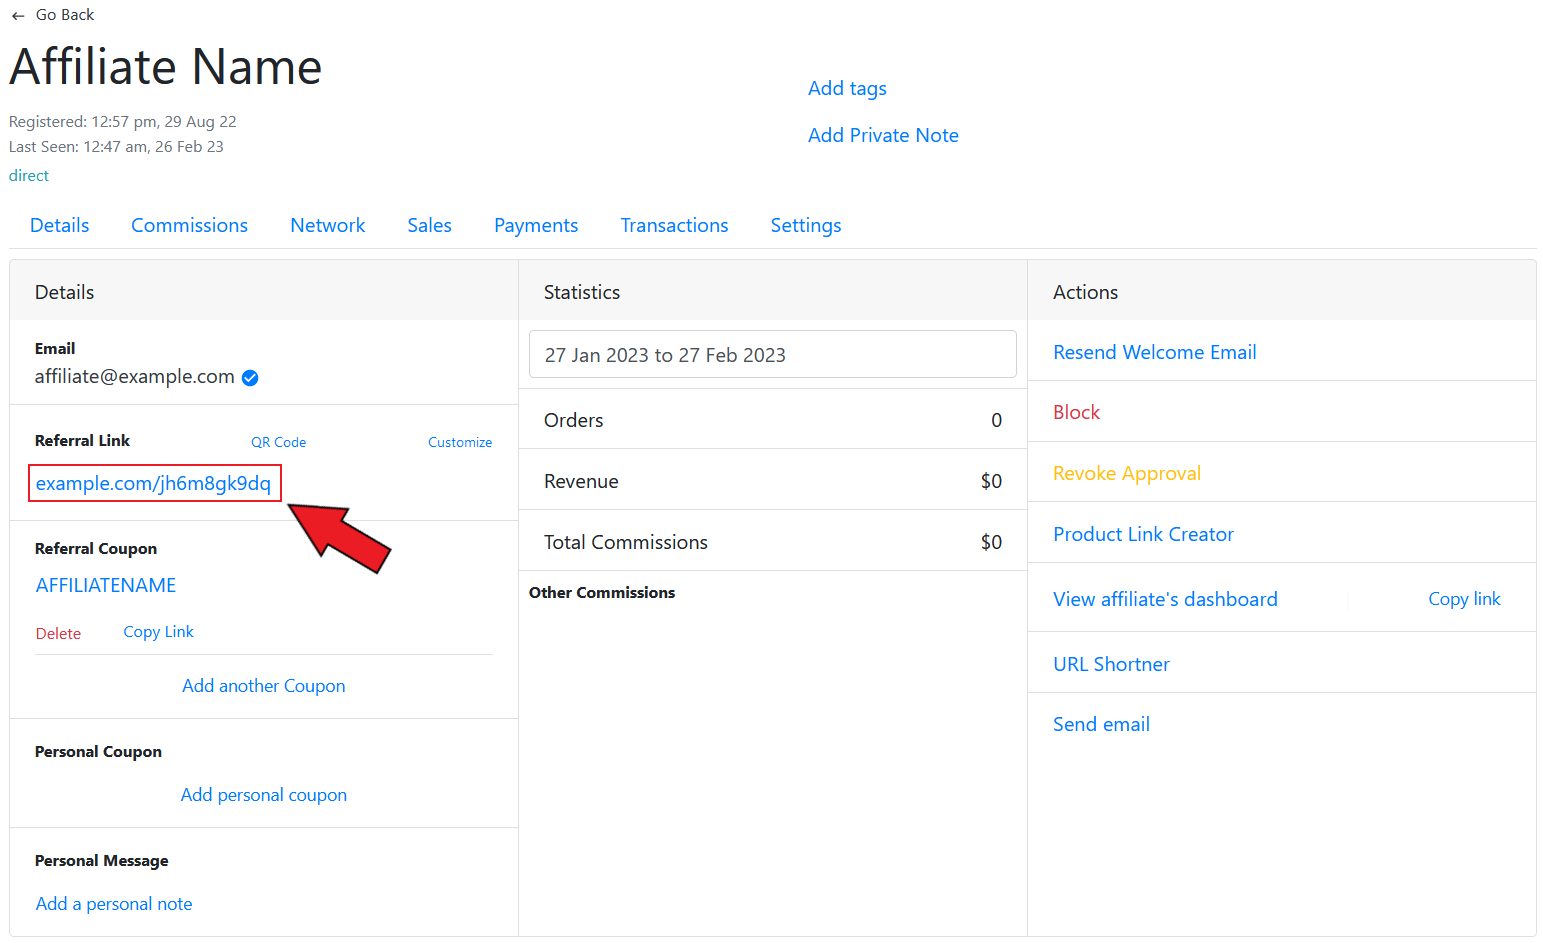 ← Go Back
Affiliate Name
Registered: 12:57 pm, 29 Aug 22
Last Seen: 12:47 am, 26 Feb 23
direct
Add tags
Add Private Note
Details Commissions Network Sales Payments Transactions Settings
Details
Email
affiliate@example.com
Referral Link QR Code Customize
example.com/jh6m8gk9dq
Referral Coupon
AFFILIATENAME
Delete Copy Link
Add another Coupon
Personal Coupon
Add personal coupon
Personal Message
Add a personal note
Statistics
27 Jan 2023 to 27 Feb 2023
Orders 0
Revenue $0
Total Commissions $0
Other Commissions
Actions
Resend Welcome Email
Block
Revoke Approval
Product Link Creator
View affiliate's dashboard Copy link
URL Shortner
Send email